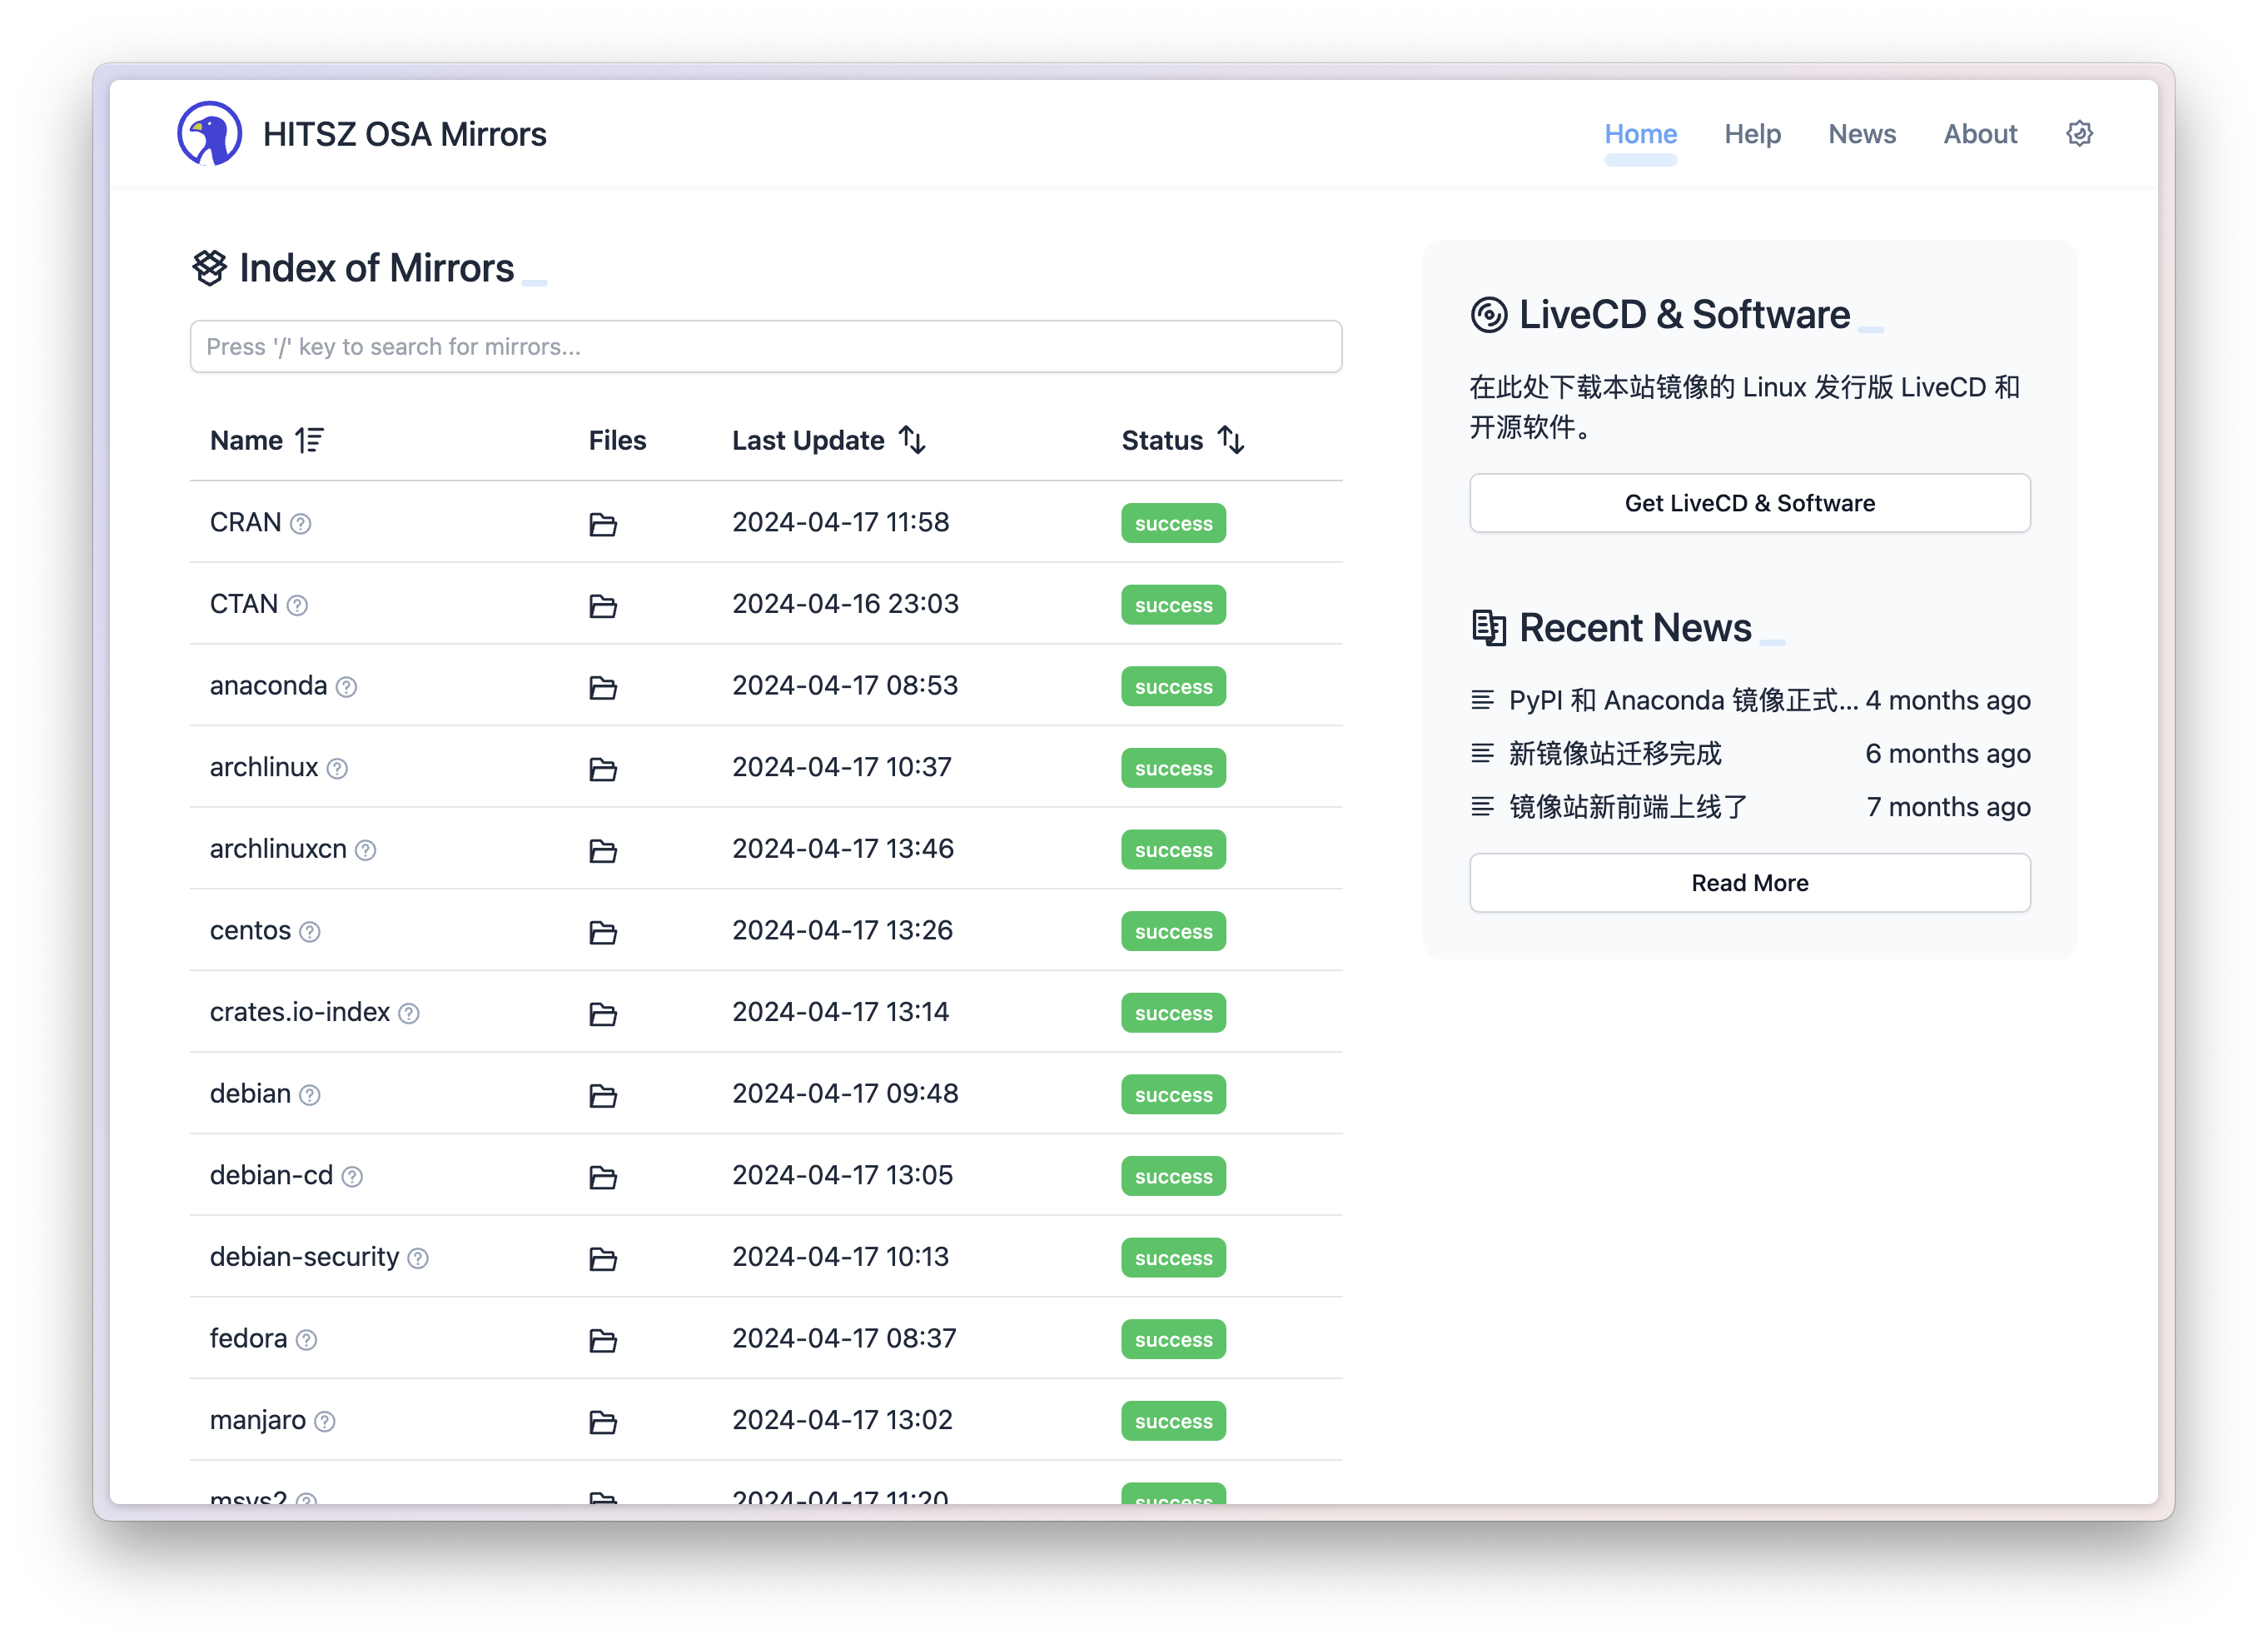 HITSZ OSA Mirrors
Home Help News About
Index of Mirrors
Press '/' key to search for mirrors...
Name Files Last Update Status
CRAN 2024-04-17 11:58 success
CTAN 2024-04-16 23:03 success
anaconda 2024-04-17 08:53 success
archlinux 2024-04-17 10:37 success
archlinuxcn 2024-04-17 13:46 success
centos 2024-04-17 13:26 success
crates.io-index 2024-04-17 13:14 success
debian 2024-04-17 09:48 success
debian-cd 2024-04-17 13:05 success
debian-security 2024-04-17 10:13 success
fedora 2024-04-17 08:37 success
manjaro 2024-04-17 13:02 success
msys2 2024-04-17 11:20 success
LiveCD & Software
在此处下载本站镜像的 Linux 发行版 LiveCD 和
开源软件。
Get LiveCD & Software
Recent News
PyPI 和 Anaconda 镜像正式... 4 months ago
新镜像站迁移完成 6 months ago
镜像站新前端上线了 7 months ago
Read More